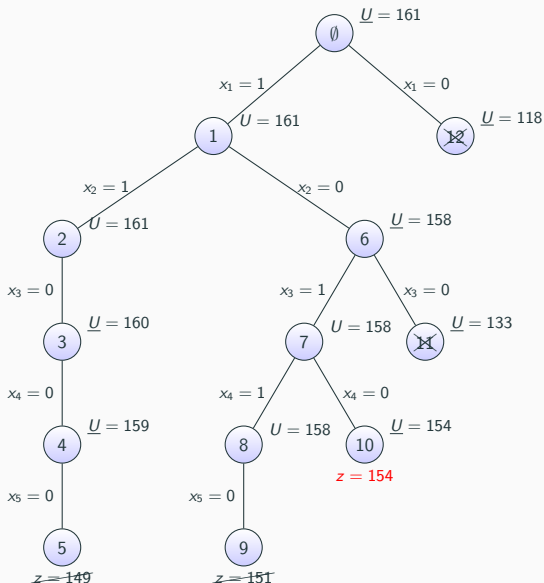 ∅ U = 161
x₁ = 1 x₁ = 0
1 U = 161 12 U = 118
x₂ = 1 x₂ = 0
2 U = 161 6 U = 158
x₃ = 0 x₃ = 1 x₃ = 0
3 U = 160 7 U = 158 11 U = 133
x₄ = 0 x₄ = 1 x₄ = 0
4 U = 159 8 U = 158 10 U = 154
z = 154
x₅ = 0 x₅ = 0
5 9
z = 149 z = 151